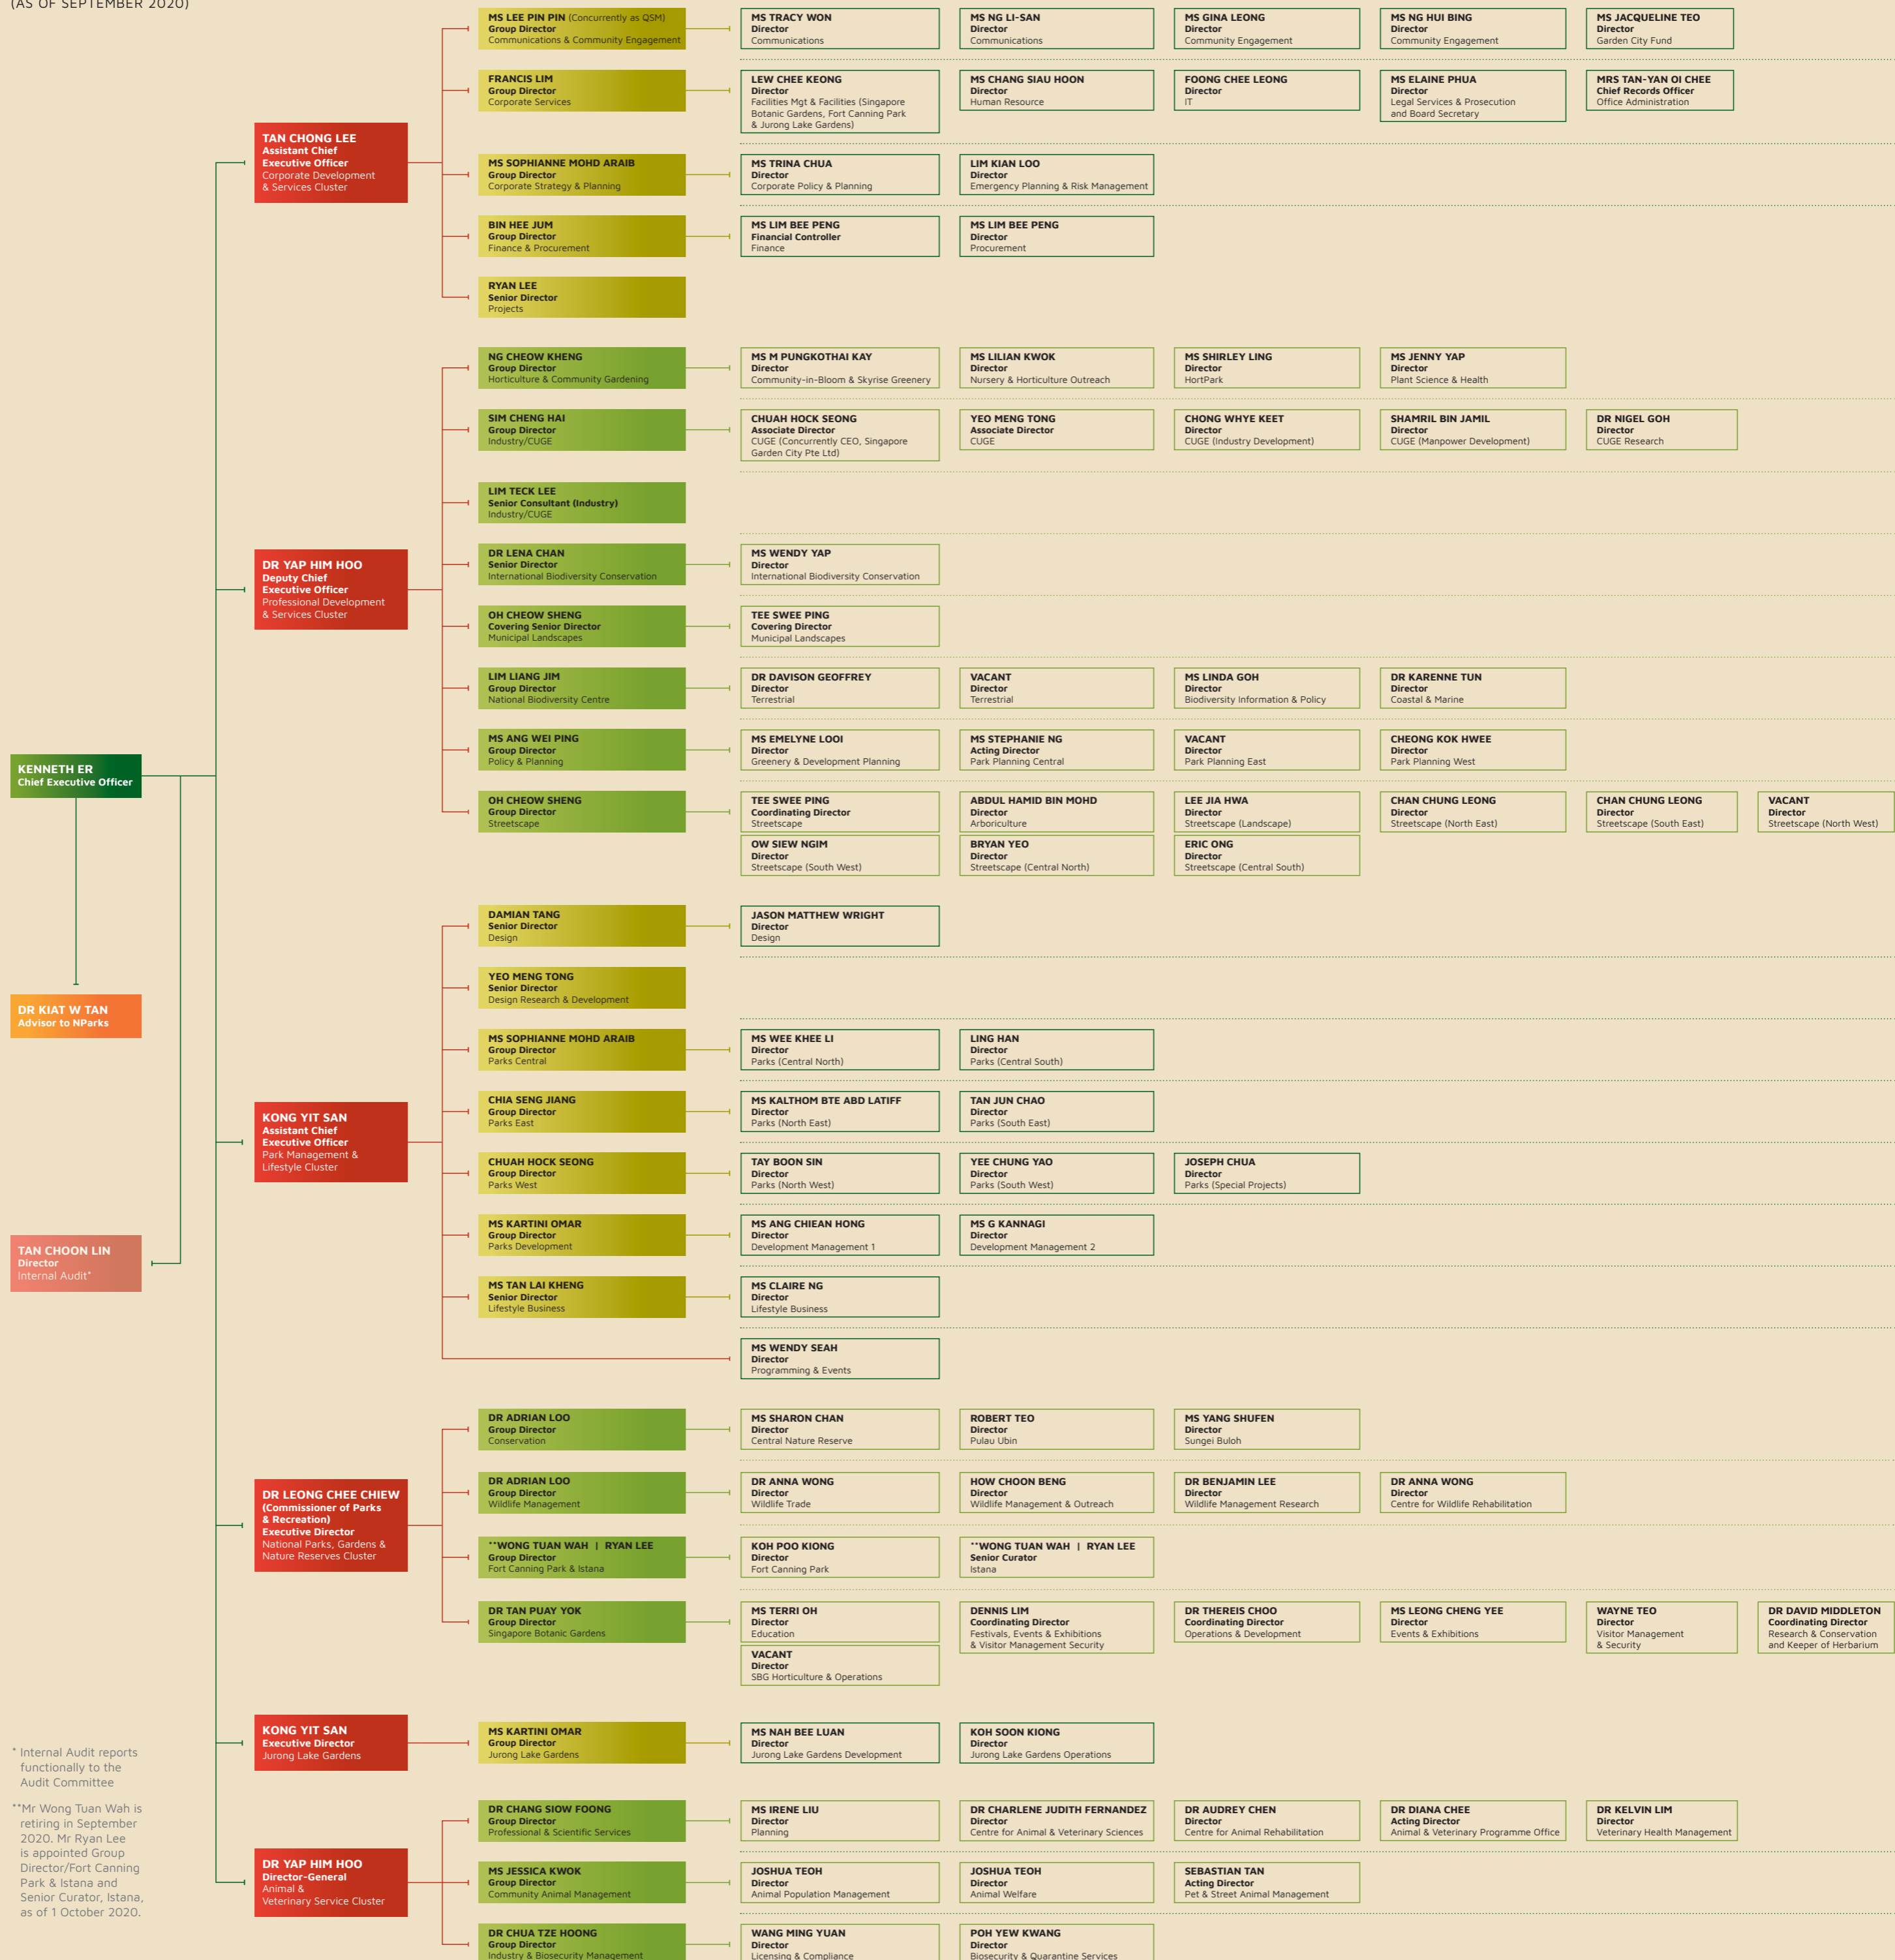 (AS OF SEPTEMBER 2020)
KENNETH ER
Chief Executive Officer
DR KIAT W TAN
Advisor to NParks
TAN CHOON LIN
Director
Internal Audit*
TAN CHONG LEE
Assistant Chief
Executive Officer
Corporate Development
& Services Cluster
MS LEE PIN PIN (Concurrently as QSM)
Group Director
Communications & Community Engagement
MS TRACY WON
Director
Communications
MS NG LI-SAN
Director
Communications
MS GINA LEONG
Director
Community Engagement
MS NG HUI BING
Director
Community Engagement
MS JACQUELINE TEO
Director
Garden City Fund
FRANCIS LIM
Group Director
Corporate Services
LEW CHEE KEONG
Director
Facilities Mgt & Facilities (Singapore
Botanic Gardens, Fort Canning Park
& Jurong Lake Gardens)
MS CHANG SIAU HOON
Director
Human Resource
FOONG CHEE LEONG
Director
IT
MS ELAINE PHUA
Director
Legal Services & Prosecution
and Board Secretary
MRS TAN-YAN OI CHEE
Chief Records Officer
Office Administration
MS SOPHIANNE MOHD ARAIB
Group Director
Corporate Strategy & Planning
MS TRINA CHUA
Director
Corporate Policy & Planning
LIM KIAN LOO
Director
Emergency Planning & Risk Management
BIN HEE JUM
Group Director
Finance & Procurement
MS LIM BEE PENG
Financial Controller
Finance
MS LIM BEE PENG
Director
Procurement
RYAN LEE
Senior Director
Projects
DR YAP HIM HOO
Deputy Chief
Executive Officer
Professional Development
& Services Cluster
NG CHEOW KHENG
Group Director
Horticulture & Community Gardening
MS M PUNGKOTHAI KAY
Director
Community-in-Bloom & Skyrise Greenery
MS LILIAN KWOK
Director
Nursery & Horticulture Outreach
MS SHIRLEY LING
Director
HortPark
MS JENNY YAP
Director
Plant Science & Health
SIM CHENG HAI
Group Director
Industry/CUGE
CHUAH HOCK SEONG
Associate Director
CUGE (Concurrently CEO, Singapore
Garden City Pte Ltd)
YEO MENG TONG
Associate Director
CUGE
CHONG WHYE KEET
Director
CUGE (Industry Development)
SHAMRIL BIN JAMIL
Director
CUGE (Manpower Development)
DR NIGEL GOH
Director
CUGE Research
LIM TECK LEE
Senior Consultant (Industry)
Industry/CUGE
DR LENA CHAN
Senior Director
International Biodiversity Conservation
MS WENDY YAP
Director
International Biodiversity Conservation
OH CHEOW SHENG
Covering Senior Director
Municipal Landscapes
TEE SWEE PING
Covering Director
Municipal Landscapes
LIM LIANG JIM
Group Director
National Biodiversity Centre
DR DAVISON GEOFFREY
Director
Terrestrial
VACANT
Director
Terrestrial
MS LINDA GOH
Director
Biodiversity Information & Policy
DR KARENNE TUN
Director
Coastal & Marine
MS ANG WEI PING
Group Director
Policy & Planning
MS EMELYNE LOOI
Director
Greenery & Development Planning
MS STEPHANIE NG
Acting Director
Park Planning Central
VACANT
Director
Park Planning East
CHEONG KOK HWEE
Director
Park Planning West
OH CHEOW SHENG
Group Director
Streetscape
TEE SWEE PING
Coordinating Director
Streetscape
ABDUL HAMID BIN MOHD
Director
Arboriculture
LEE JIA HWA
Director
Streetscape (Landscape)
CHAN CHUNG LEONG
Director
Streetscape (North East)
CHAN CHUNG LEONG
Director
Streetscape (South East)
VACANT
Director
Streetscape (North West)
OW SIEW NGIM
Director
Streetscape (South West)
BRYAN YEO
Director
Streetscape (Central North)
ERIC ONG
Director
Streetscape (Central South)
KONG YIT SAN
Assistant Chief
Executive Officer
Park Management &
Lifestyle Cluster
DAMIAN TANG
Senior Director
Design
JASON MATTHEW WRIGHT
Director
Design
YEO MENG TONG
Senior Director
Design Research & Development
MS SOPHIANNE MOHD ARAIB
Group Director
Parks Central
MS WEE KHEE LI
Director
Parks (Central North)
LING HAN
Director
Parks (Central South)
CHIA SENG JIANG
Group Director
Parks East
MS KALTHOM BTE ABD LATIFF
Director
Parks (North East)
TAN JUN CHAO
Director
Parks (South East)
CHUAH HOCK SEONG
Group Director
Parks West
TAY BOON SIN
Director
Parks (North West)
YEE CHUNG YAO
Director
Parks (South West)
JOSEPH CHUA
Director
Parks (Special Projects)
MS KARTINI OMAR
Group Director
Parks Development
MS ANG CHIEAN HONG
Director
Development Management 1
MS G KANNAGI
Director
Development Management 2
MS TAN LAI KHENG
Senior Director
Lifestyle Business
MS CLAIRE NG
Director
Lifestyle Business
MS WENDY SEAH
Director
Programming & Events
DR LEONG CHEE CHIEW
(Commissioner of Parks
& Recreation)
Executive Director
National Parks, Gardens &
Nature Reserves Cluster
DR ADRIAN LOO
Group Director
Conservation
MS SHARON CHAN
Director
Central Nature Reserve
ROBERT TEO
Director
Pulau Ubin
MS YANG SHUFEN
Director
Sungei Buloh
DR ADRIAN LOO
Group Director
Wildlife Management
DR ANNA WONG
Director
Wildlife Trade
HOW CHOON BENG
Director
Wildlife Management & Outreach
DR BENJAMIN LEE
Director
Wildlife Management Research
DR ANNA WONG
Director
Centre for Wildlife Rehabilitation
**WONG TUAN WAH | RYAN LEE
Group Director
Fort Canning Park & Istana
KOH POO KIONG
Director
Fort Canning Park
**WONG TUAN WAH | RYAN LEE
Senior Curator
Istana
DR TAN PUAY YOK
Group Director
Singapore Botanic Gardens
MS TERRI OH
Director
Education
DENNIS LIM
Coordinating Director
Festivals, Events & Exhibitions
& Visitor Management Security
DR THEREIS CHOO
Coordinating Director
Operations & Development
MS LEONG CHENG YEE
Director
Events & Exhibitions
WAYNE TEO
Director
Visitor Management
& Security
DR DAVID MIDDLETON
Coordinating Director
Research & Conservation
and Keeper of Herbarium
VACANT
Director
SBG Horticulture & Operations
KONG YIT SAN
Executive Director
Jurong Lake Gardens
MS KARTINI OMAR
Group Director
Jurong Lake Gardens
MS NAH BEE LUAN
Director
Jurong Lake Gardens Development
KOH SOON KIONG
Director
Jurong Lake Gardens Operations
DR YAP HIM HOO
Director-General
Animal &
Veterinary Service Cluster
DR CHANG SIOW FOONG
Group Director
Professional & Scientific Services
MS IRENE LIU
Director
Planning
DR CHARLENE JUDITH FERNANDEZ
Director
Centre for Animal & Veterinary Sciences
DR AUDREY CHEN
Director
Centre for Animal Rehabilitation
DR DIANA CHEE
Acting Director
Animal & Veterinary Programme Office
DR KELVIN LIM
Director
Veterinary Health Management
MS JESSICA KWOK
Group Director
Community Animal Management
JOSHUA TEOH
Director
Animal Population Management
JOSHUA TEOH
Director
Animal Welfare
SEBASTIAN TAN
Acting Director
Pet & Street Animal Management
DR CHUA TZE HOONG
Group Director
Industry & Biosecurity Management
WANG MING YUAN
Director
Licensing & Compliance
POH YEW KWANG
Director
Biosecurity & Quarantine Services
* Internal Audit reports
functionally to the
Audit Committee
**Mr Wong Tuan Wah is
retiring in September
2020. Mr Ryan Lee
is appointed Group
Director/Fort Canning
Park & Istana and
Senior Curator, Istana,
as of 1 October 2020.